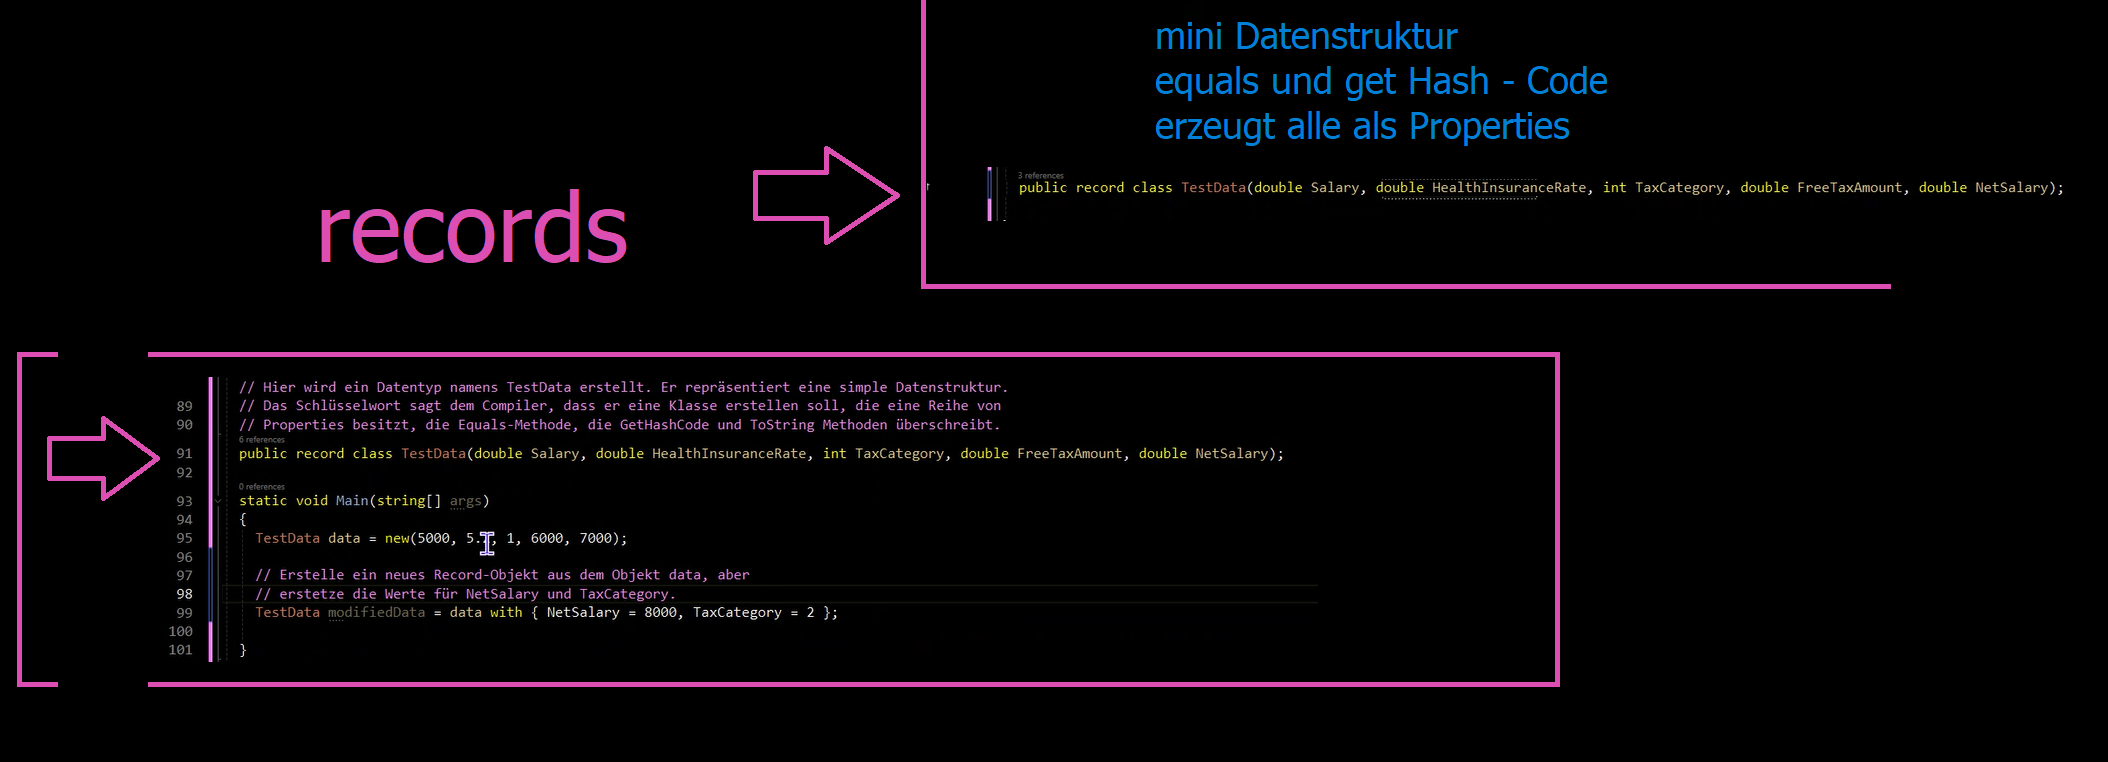 mini Datenstruktur
equals und get Hash - Code
erzeugt alle als Properties
3 references
public record class TestData(double Salary, double HealthInsuranceRate, int TaxCategory, double FreeTaxAmount, double NetSalary);
records
// Hier wird ein Datentyp namens TestData erstellt. Er repräsentiert eine simple Datenstruktur.
89 // Das Schlüsselwort sagt dem Compiler, dass er eine Klasse erstellen soll, die eine Reihe von
90 // Properties besitzt, die Equals-Methode, die GetHashCode und ToString Methoden überschreibt.
6 references
91 public record class TestData(double Salary, double HealthInsuranceRate, int TaxCategory, double FreeTaxAmount, double NetSalary);
92
0 references
93 static void Main(string[] args)
94 {
95 TestData data = new(5000, 5. , 1, 6000, 7000);
96
97 // Erstelle ein neues Record-Objekt aus dem Objekt data, aber
98 // erstetze die Werte für NetSalary und TaxCategory.
99 TestData modifiedData = data with { NetSalary = 8000, TaxCategory = 2 };
100
101 }